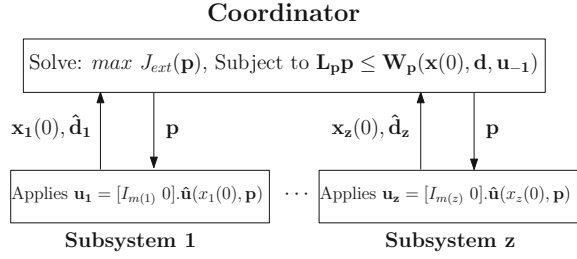 Coordinator
Solve: max J_ext(p), Subject to L_p p ≤ W_p(x(0), d, u_−1)
x_1(0), d̂_1 p x_z(0), d̂_z p
Applies u_1 = [I_m(1) 0].û(x_1(0), p) ··· Applies u_z = [I_m(z) 0].û(x_z(0), p)
Subsystem 1 Subsystem z